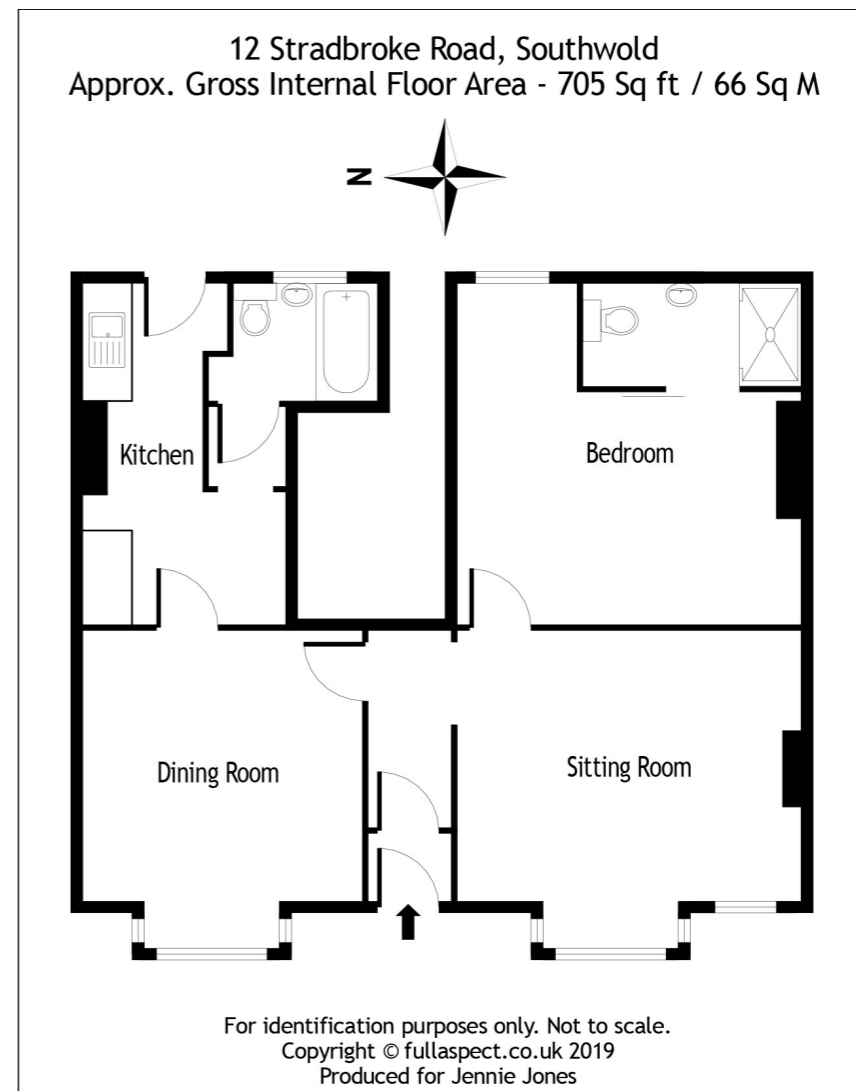 12 Stradbroke Road, Southwold
Approx. Gross Internal Floor Area - 705 Sq ft / 66 Sq M
N
Kitchen
Bedroom
Dining Room
Sitting Room
For identification purposes only. Not to scale.
Copyright © fullaspect.co.uk 2019
Produced for Jennie Jones